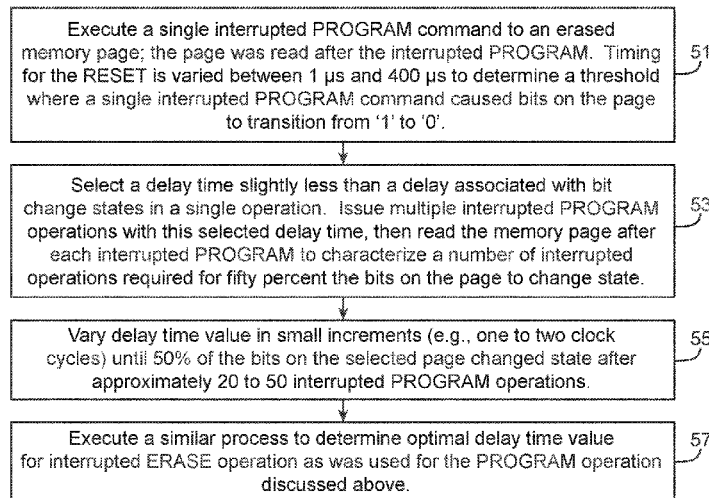 Execute a single interrupted PROGRAM command to an erased
memory page; the page was read after the interrupted PROGRAM. Timing
for the RESET is varied between 1 µs and 400 µs to determine a threshold
where a single interrupted PROGRAM command caused bits on the page
to transition from ‘1’ to ‘0’.
51
Select a delay time slightly less than a delay associated with bit
change states in a single operation. Issue multiple interrupted PROGRAM
operations with this selected delay time, then read the memory page after
each interrupted PROGRAM to characterize a number of interrupted
operations required for fifty percent the bits on the page to change state.
53
Vary delay time value in small increments (e.g., one to two clock
cycles) until 50% of the bits on the selected page changed state after
approximately 20 to 50 interrupted PROGRAM operations.
55
Execute a similar process to determine optimal delay time value
for interrupted ERASE operation as was used for the PROGRAM operation
discussed above.
57